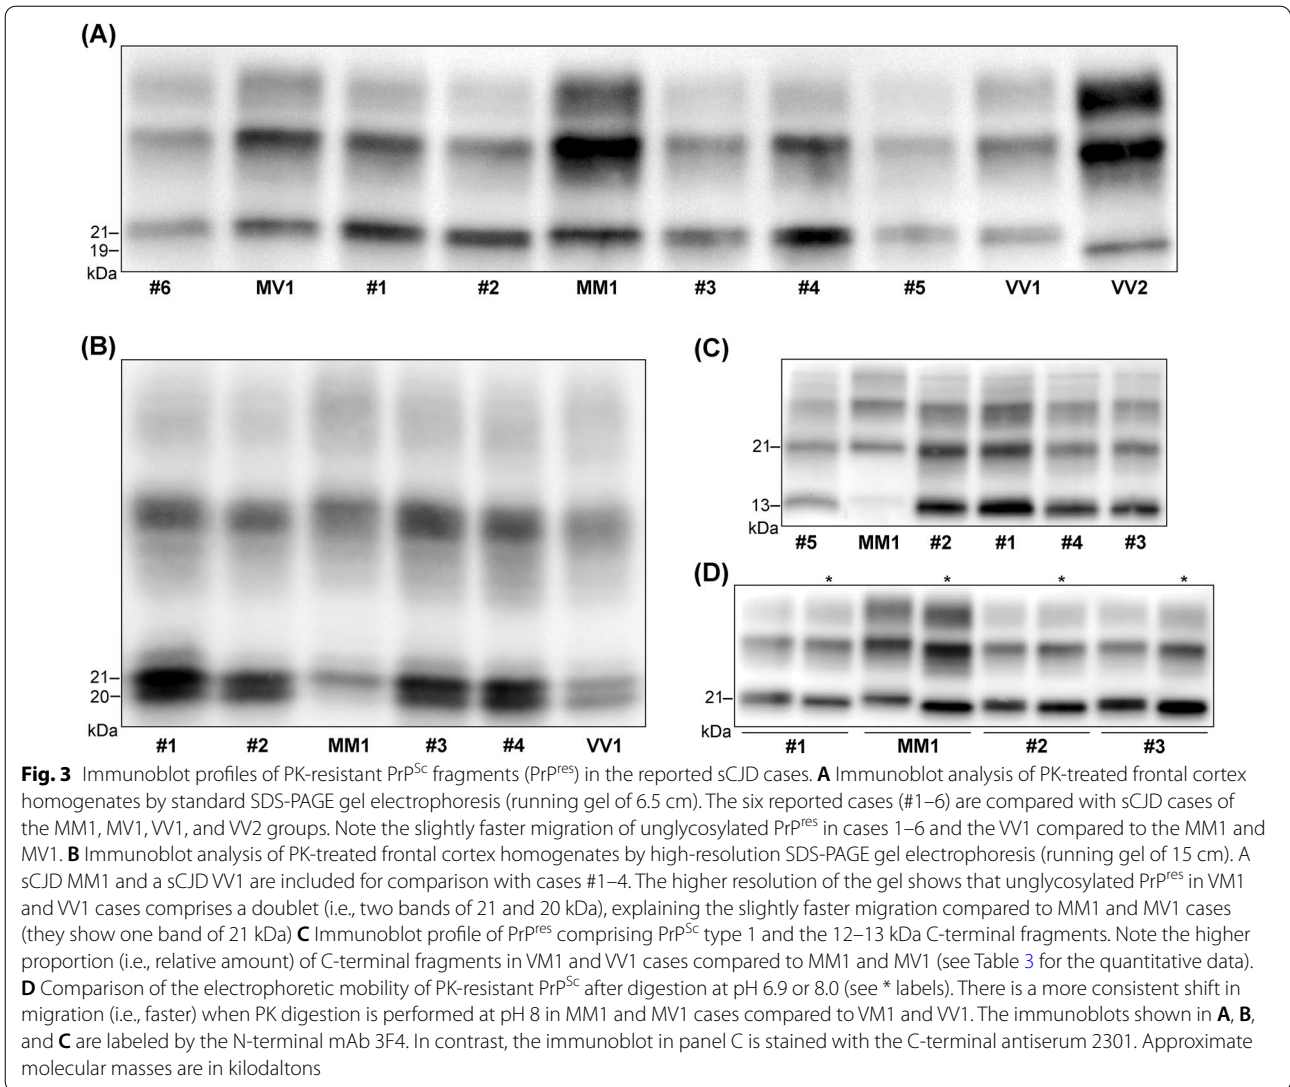 (A)
21–
19–
kDa
#6 MV1 #1 #2 MM1 #3 #4 #5 VV1 VV2
(B)
21–
20–
kDa
#1 #2 MM1 #3 #4 VV1
(C)
21–
13–
kDa
#5 MM1 #2 #1 #4 #3
(D)
* * * *
21–
kDa
#1 MM1 #2 #3
Fig. 3 Immunoblot profiles of PK-resistant PrPSc fragments (PrPres) in the reported sCJD cases. A Immunoblot analysis of PK-treated frontal cortex
homogenates by standard SDS-PAGE gel electrophoresis (running gel of 6.5 cm). The six reported cases (#1–6) are compared with sCJD cases of
the MM1, MV1, VV1, and VV2 groups. Note the slightly faster migration of unglycosylated PrPres in cases 1–6 and the VV1 compared to the MM1 and
MV1. B Immunoblot analysis of PK-treated frontal cortex homogenates by high-resolution SDS-PAGE gel electrophoresis (running gel of 15 cm). A
sCJD MM1 and a sCJD VV1 are included for comparison with cases #1–4. The higher resolution of the gel shows that unglycosylated PrPres in VM1
and VV1 cases comprises a doublet (i.e., two bands of 21 and 20 kDa), explaining the slightly faster migration compared to MM1 and MV1 cases
(they show one band of 21 kDa) C Immunoblot profile of PrPres comprising PrPSc type 1 and the 12–13 kDa C-terminal fragments. Note the higher
proportion (i.e., relative amount) of C-terminal fragments in VM1 and VV1 cases compared to MM1 and MV1 (see Table 3 for the quantitative data).
D Comparison of the electrophoretic mobility of PK-resistant PrPSc after digestion at pH 6.9 or 8.0 (see * labels). There is a more consistent shift in
migration (i.e., faster) when PK digestion is performed at pH 8 in MM1 and MV1 cases compared to VM1 and VV1. The immunoblots shown in A, B,
and C are labeled by the N-terminal mAb 3F4. In contrast, the immunoblot in panel C is stained with the C-terminal antiserum 2301. Approximate
molecular masses are in kilodaltons